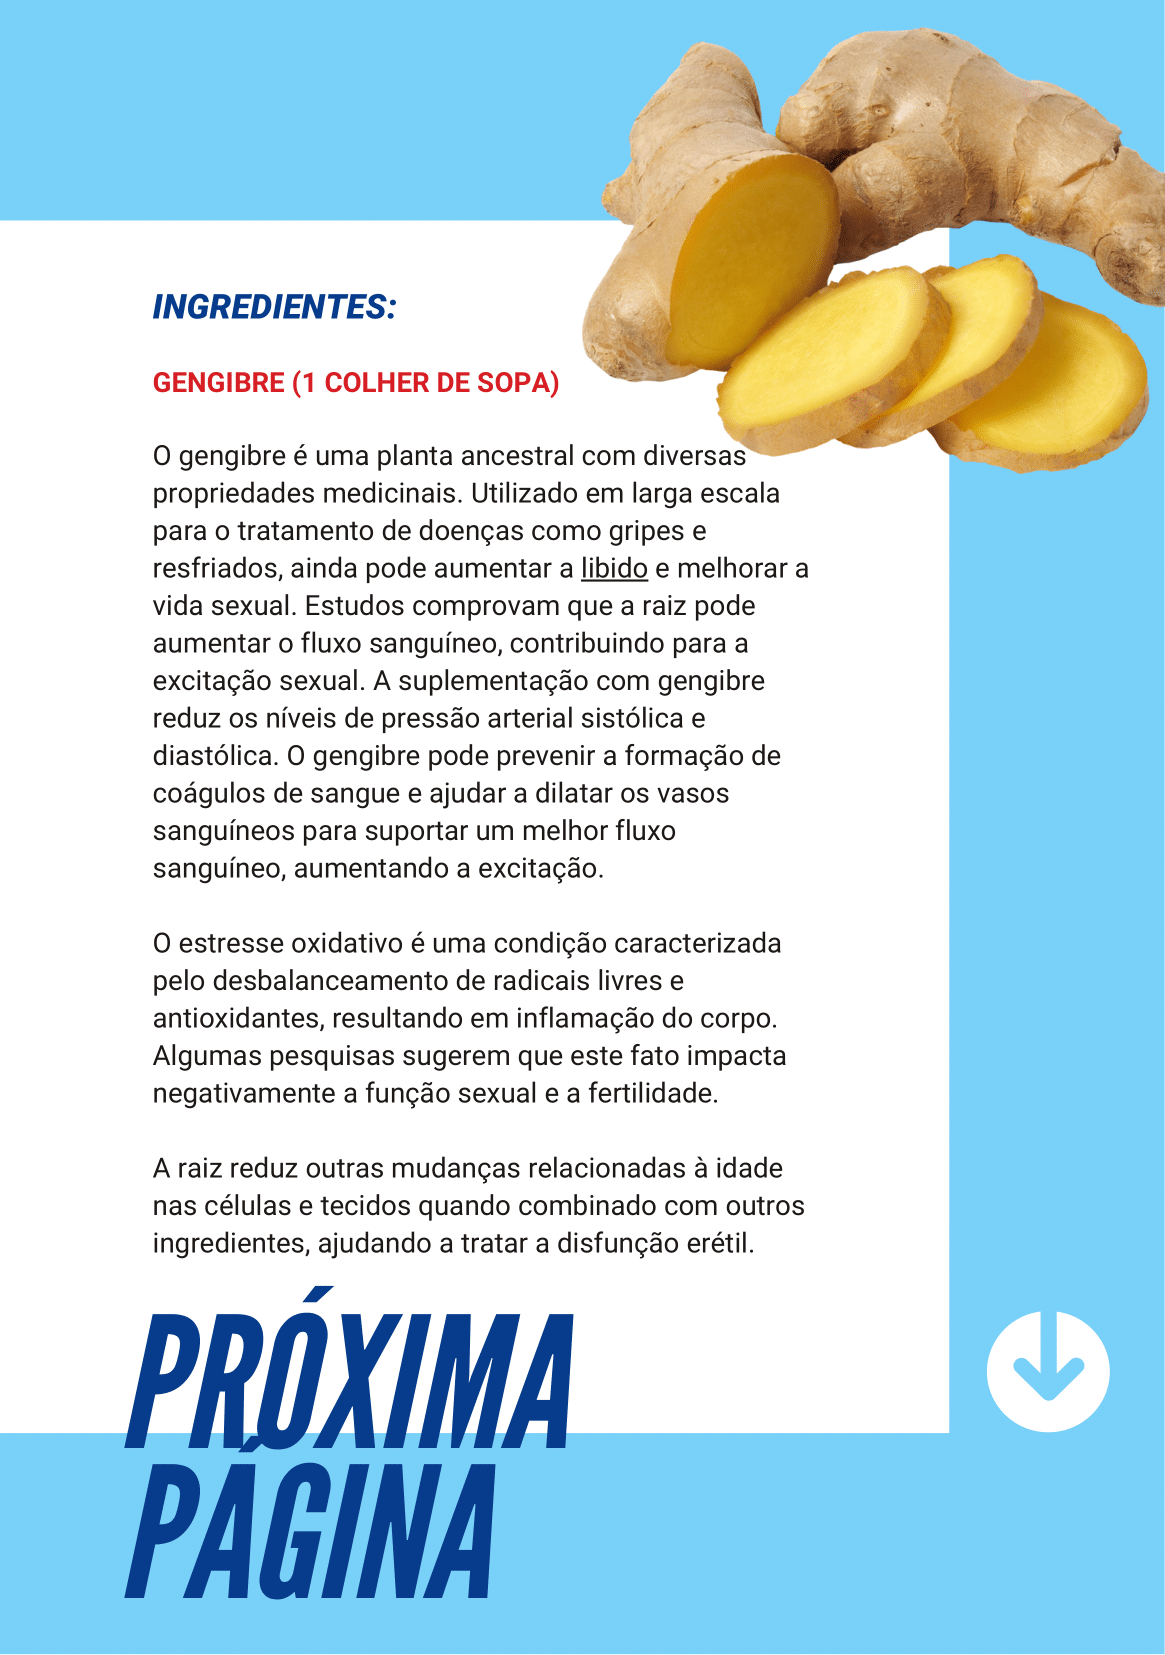 INGREDIENTES:
GENGIBRE (1 COLHER DE SOPA)
O gengibre é uma planta ancestral com diversas
propriedades medicinais. Utilizado em larga escala
para o tratamento de doenças como gripes e
resfriados, ainda pode aumentar a libido e melhorar a
vida sexual. Estudos comprovam que a raiz pode
aumentar o fluxo sanguíneo, contribuindo para a
excitação sexual. A suplementação com gengibre
reduz os níveis de pressão arterial sistólica e
diastólica. O gengibre pode prevenir a formação de
coágulos de sangue e ajudar a dilatar os vasos
sanguíneos para suportar um melhor fluxo
sanguíneo, aumentando a excitação.
O estresse oxidativo é uma condição caracterizada
pelo desbalanceamento de radicais livres e
antioxidantes, resultando em inflamação do corpo.
Algumas pesquisas sugerem que este fato impacta
negativamente a função sexual e a fertilidade.
A raiz reduz outras mudanças relacionadas à idade
nas células e tecidos quando combinado com outros
ingredientes, ajudando a tratar a disfunção erétil.
PRÓXIMA
PÁGINA